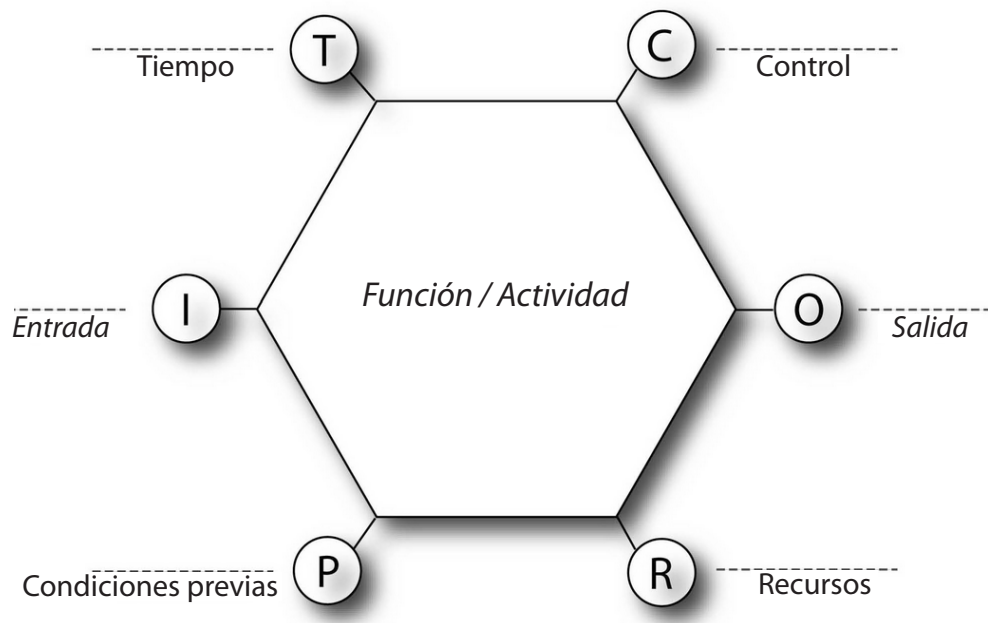 T
C
Tiempo
Control
I
Función / Actividad
O
Entrada
Salida
P
R
Condiciones previas
Recursos